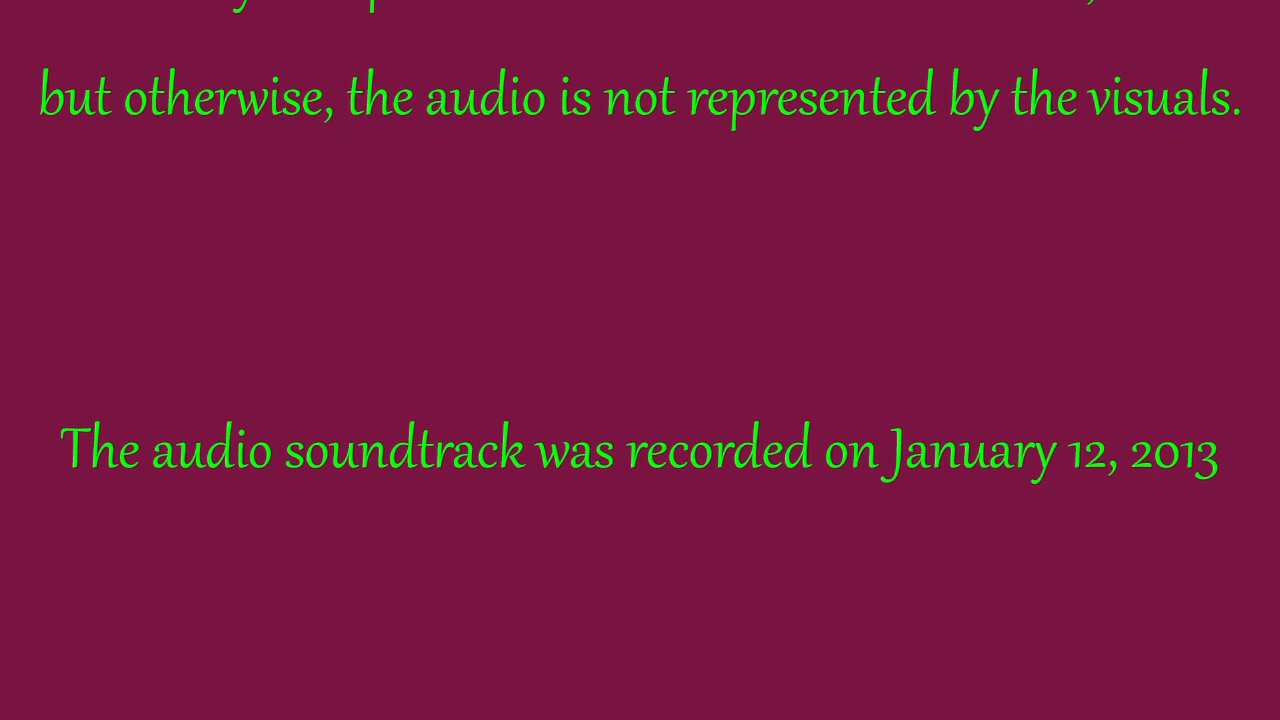 but otherwise, the audio is not represented by the visuals.
The audio soundtrack was recorded on January 12, 2013